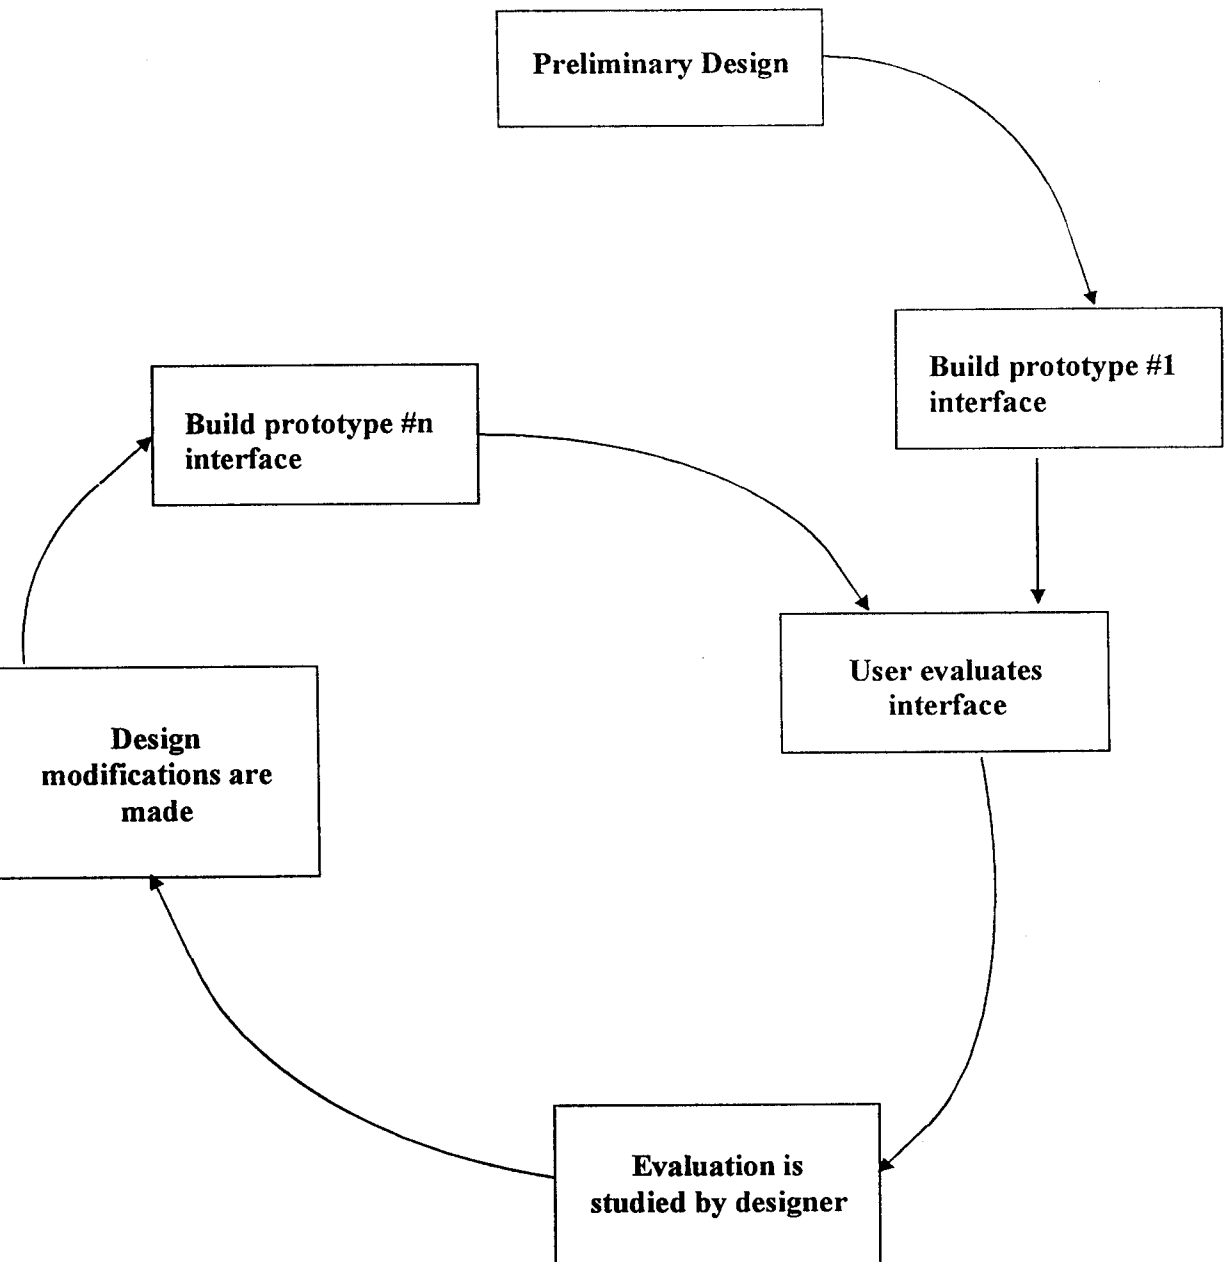 Preliminary Design
Build prototype #1
interface
Build prototype #n
interface
User evaluates
interface
Design
modifications are
made
Evaluation is
studied by designer